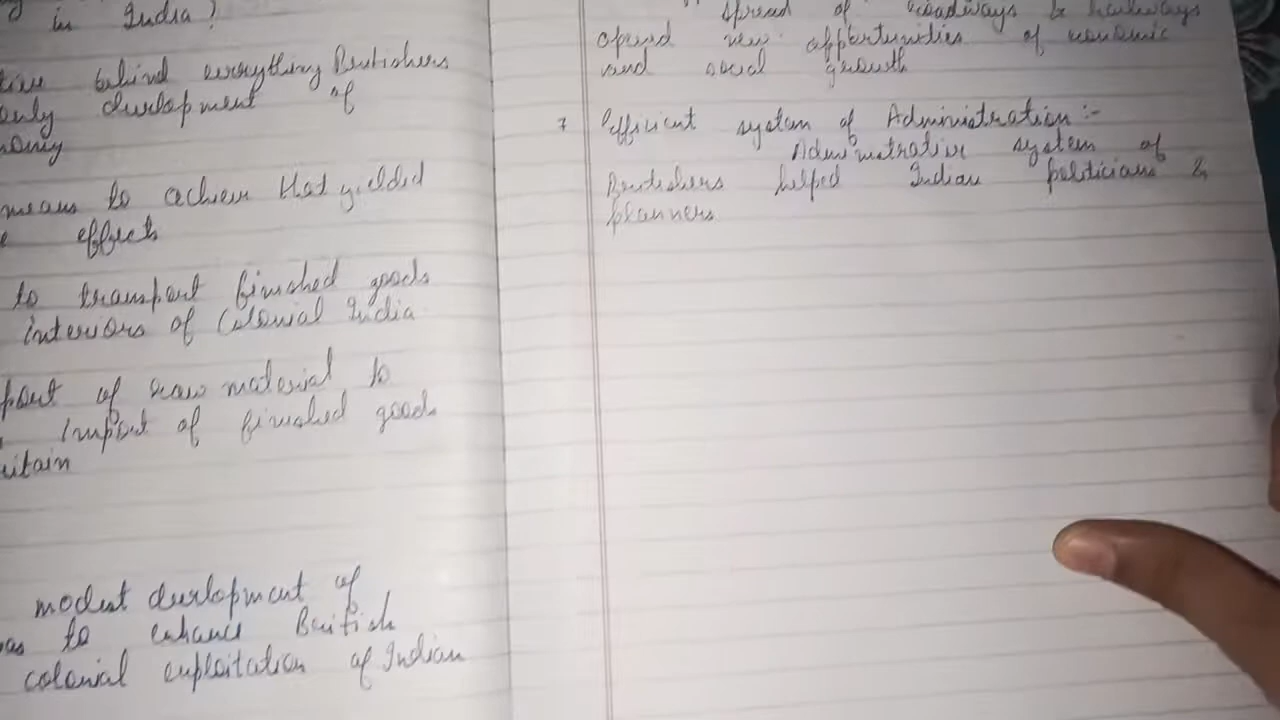 in India?
behind everything Britishers
only development of
means to achieve that yielded
effects
to transport finished goods
interiors of Colonial India
of raw material to
Import of finished goods
modest development of
to enhance British
colonial exploitation of Indian
spread of roadways & railways
opend new opportunities of economic
and social growth
7 Efficient system of Administration :-
Administrative system of
Britishers helped Indian politicians &
planners